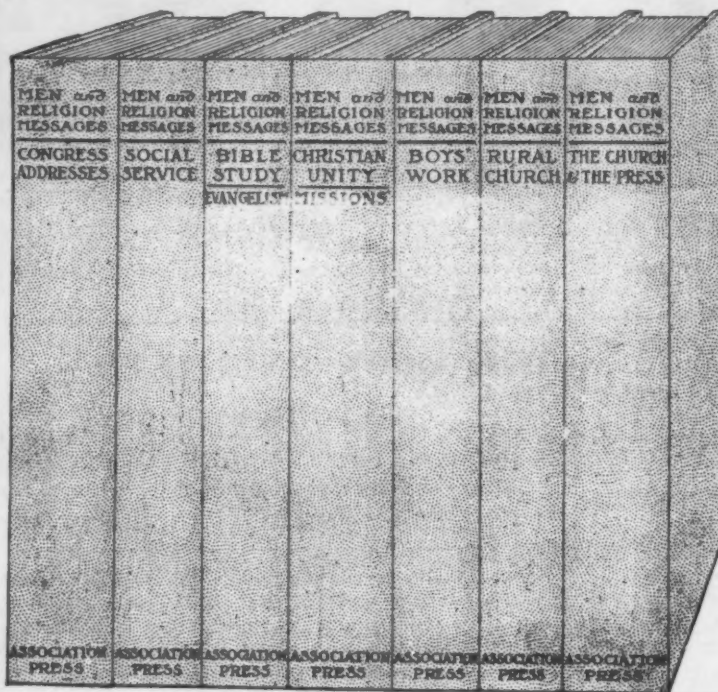 MEN and
RELIGION
MESSAGES
CONGRESS
ADDRESSES
ASSOCIATION
PRESS
MEN and
RELIGION
MESSAGES
SOCIAL
SERVICE
ASSOCIATION
PRESS
MEN and
RELIGION
MESSAGES
BIBLE
STUDY
EVANGELISM
ASSOCIATION
PRESS
MEN and
RELIGION
MESSAGES
CHRISTIAN
UNITY
MISSIONS
ASSOCIATION
PRESS
MEN and
RELIGION
MESSAGES
BOYS'
WORK
ASSOCIATION
PRESS
MEN and
RELIGION
MESSAGES
RURAL
CHURCH
ASSOCIATION
PRESS
MEN and
RELIGION
MESSAGES
THE CHURCH
& THE PRESS
ASSOCIATION
PRESS